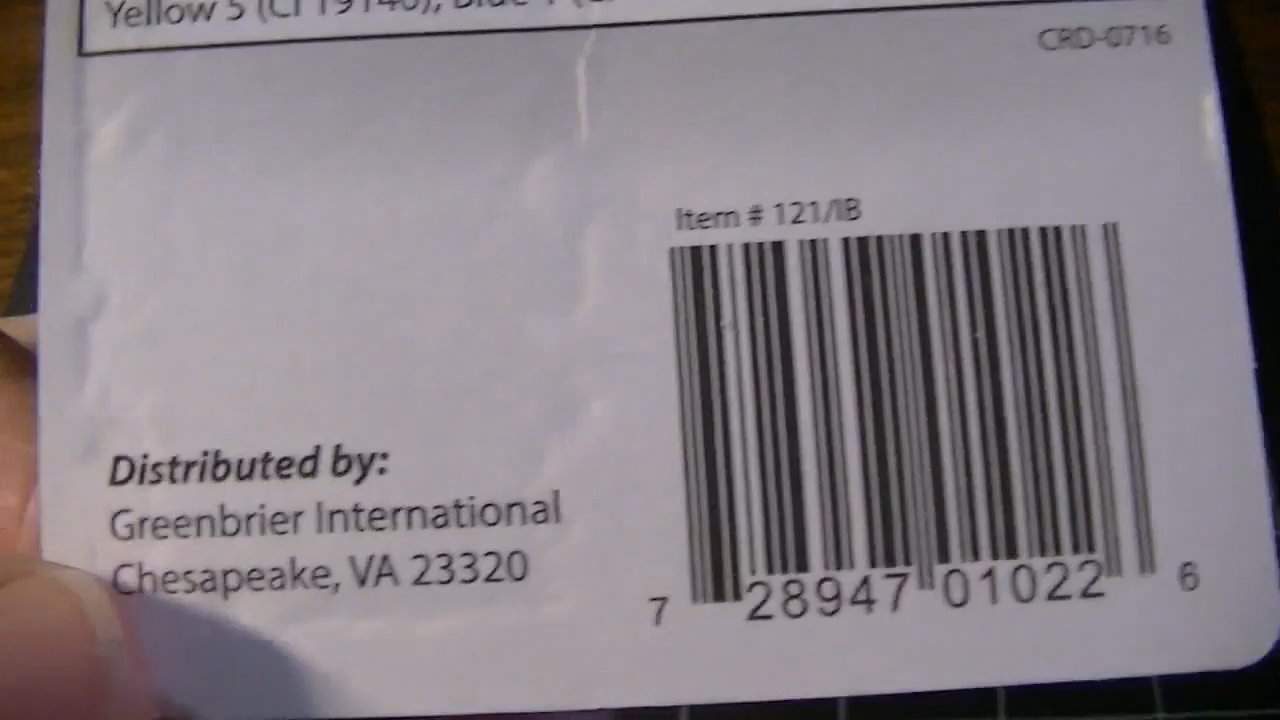 Yellow 5 (CI 19140), Blue 1
CRD-0716
Item # 121/IB
Distributed by:
Greenbrier International
Chesapeake, VA 23320
7 28947 01022 6